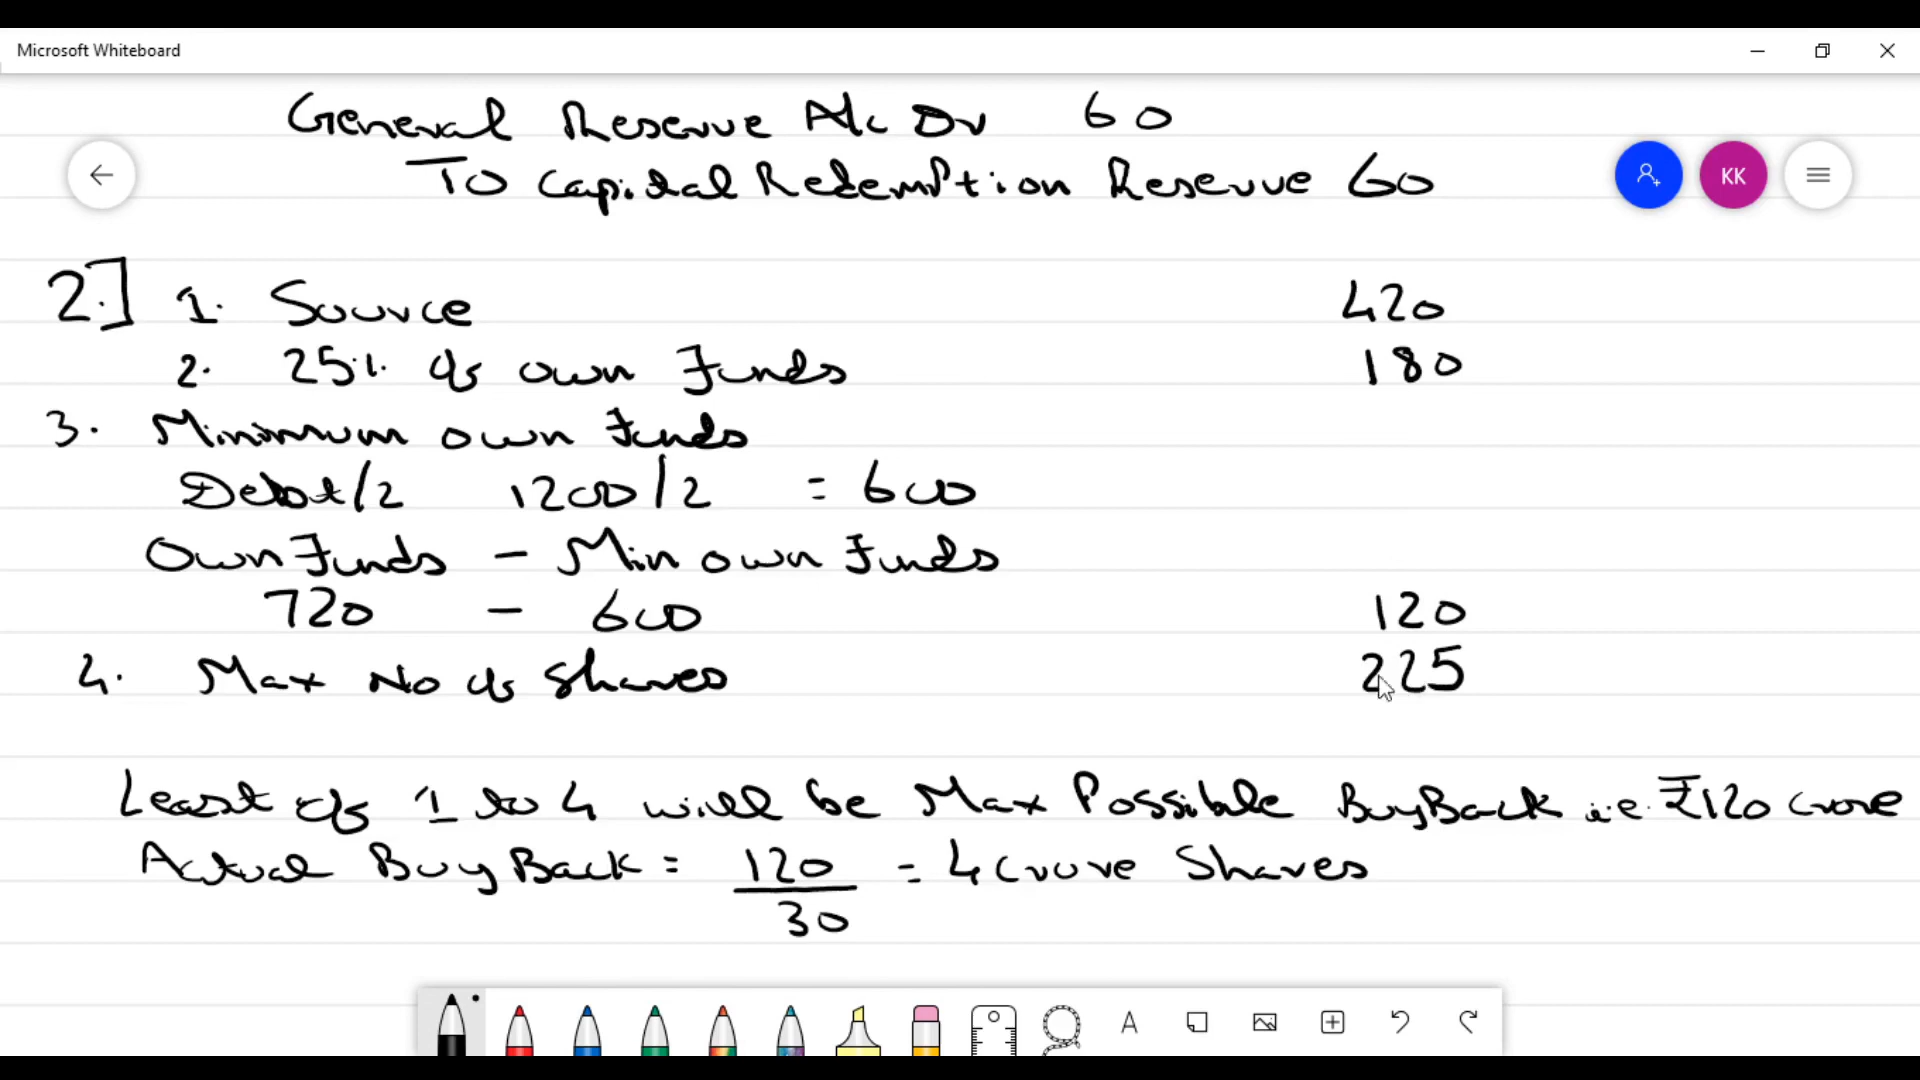 Microsoft Whiteboard
General Reserve A/c Dr 60
To Capital Redemption Reserve 60
KK
2.] 1. Source 420
2. 25% of own Funds 180
3. Minimum own Funds
Debt/2 1200/2 = 600
Own Funds - Min own Funds
720 - 600 120
4. Max No of Shares 225
Least of 1 to 4 will be Max Possible BuyBack i.e. ₹120 crore
Actual BuyBack = 120/30 = 4 crore Shares
A